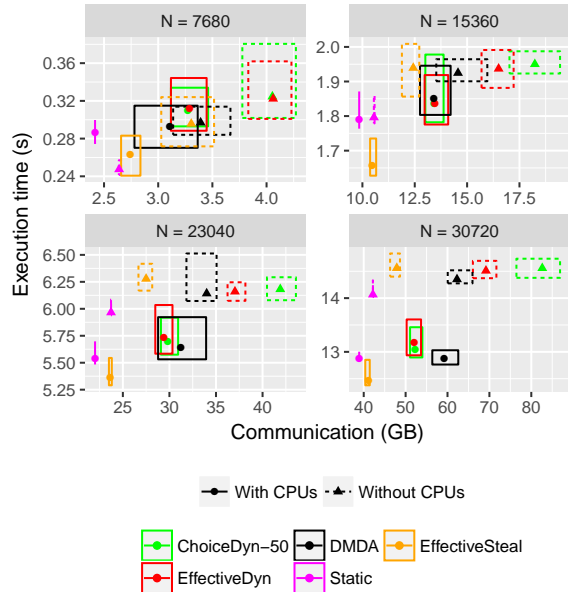 N = 7680
N = 15360
0.36
0.32
0.28
0.24
2.5
3.0
3.5
4.0
2.0
1.9
1.8
1.7
10.0
12.5
15.0
17.5
N = 23040
N = 30720
6.50
6.25
6.00
5.75
5.50
5.25
25
30
35
40
14
13
40
50
60
70
80
Execution time (s)
Communication (GB)
With CPUs
Without CPUs
ChoiceDyn−50
DMDA
EffectiveSteal
EffectiveDyn
Static